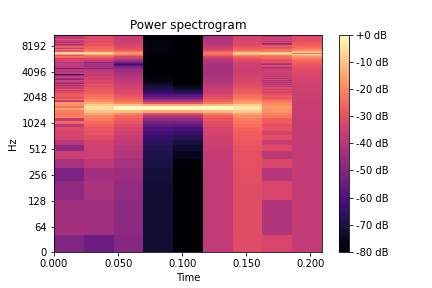 Power spectrogram
8192
4096
2048
1024
512
256
128
64
0
Hz
0.000 0.050 0.100 0.150 0.200
Time
+0 dB
-10 dB
-20 dB
-30 dB
-40 dB
-50 dB
-60 dB
-70 dB
-80 dB